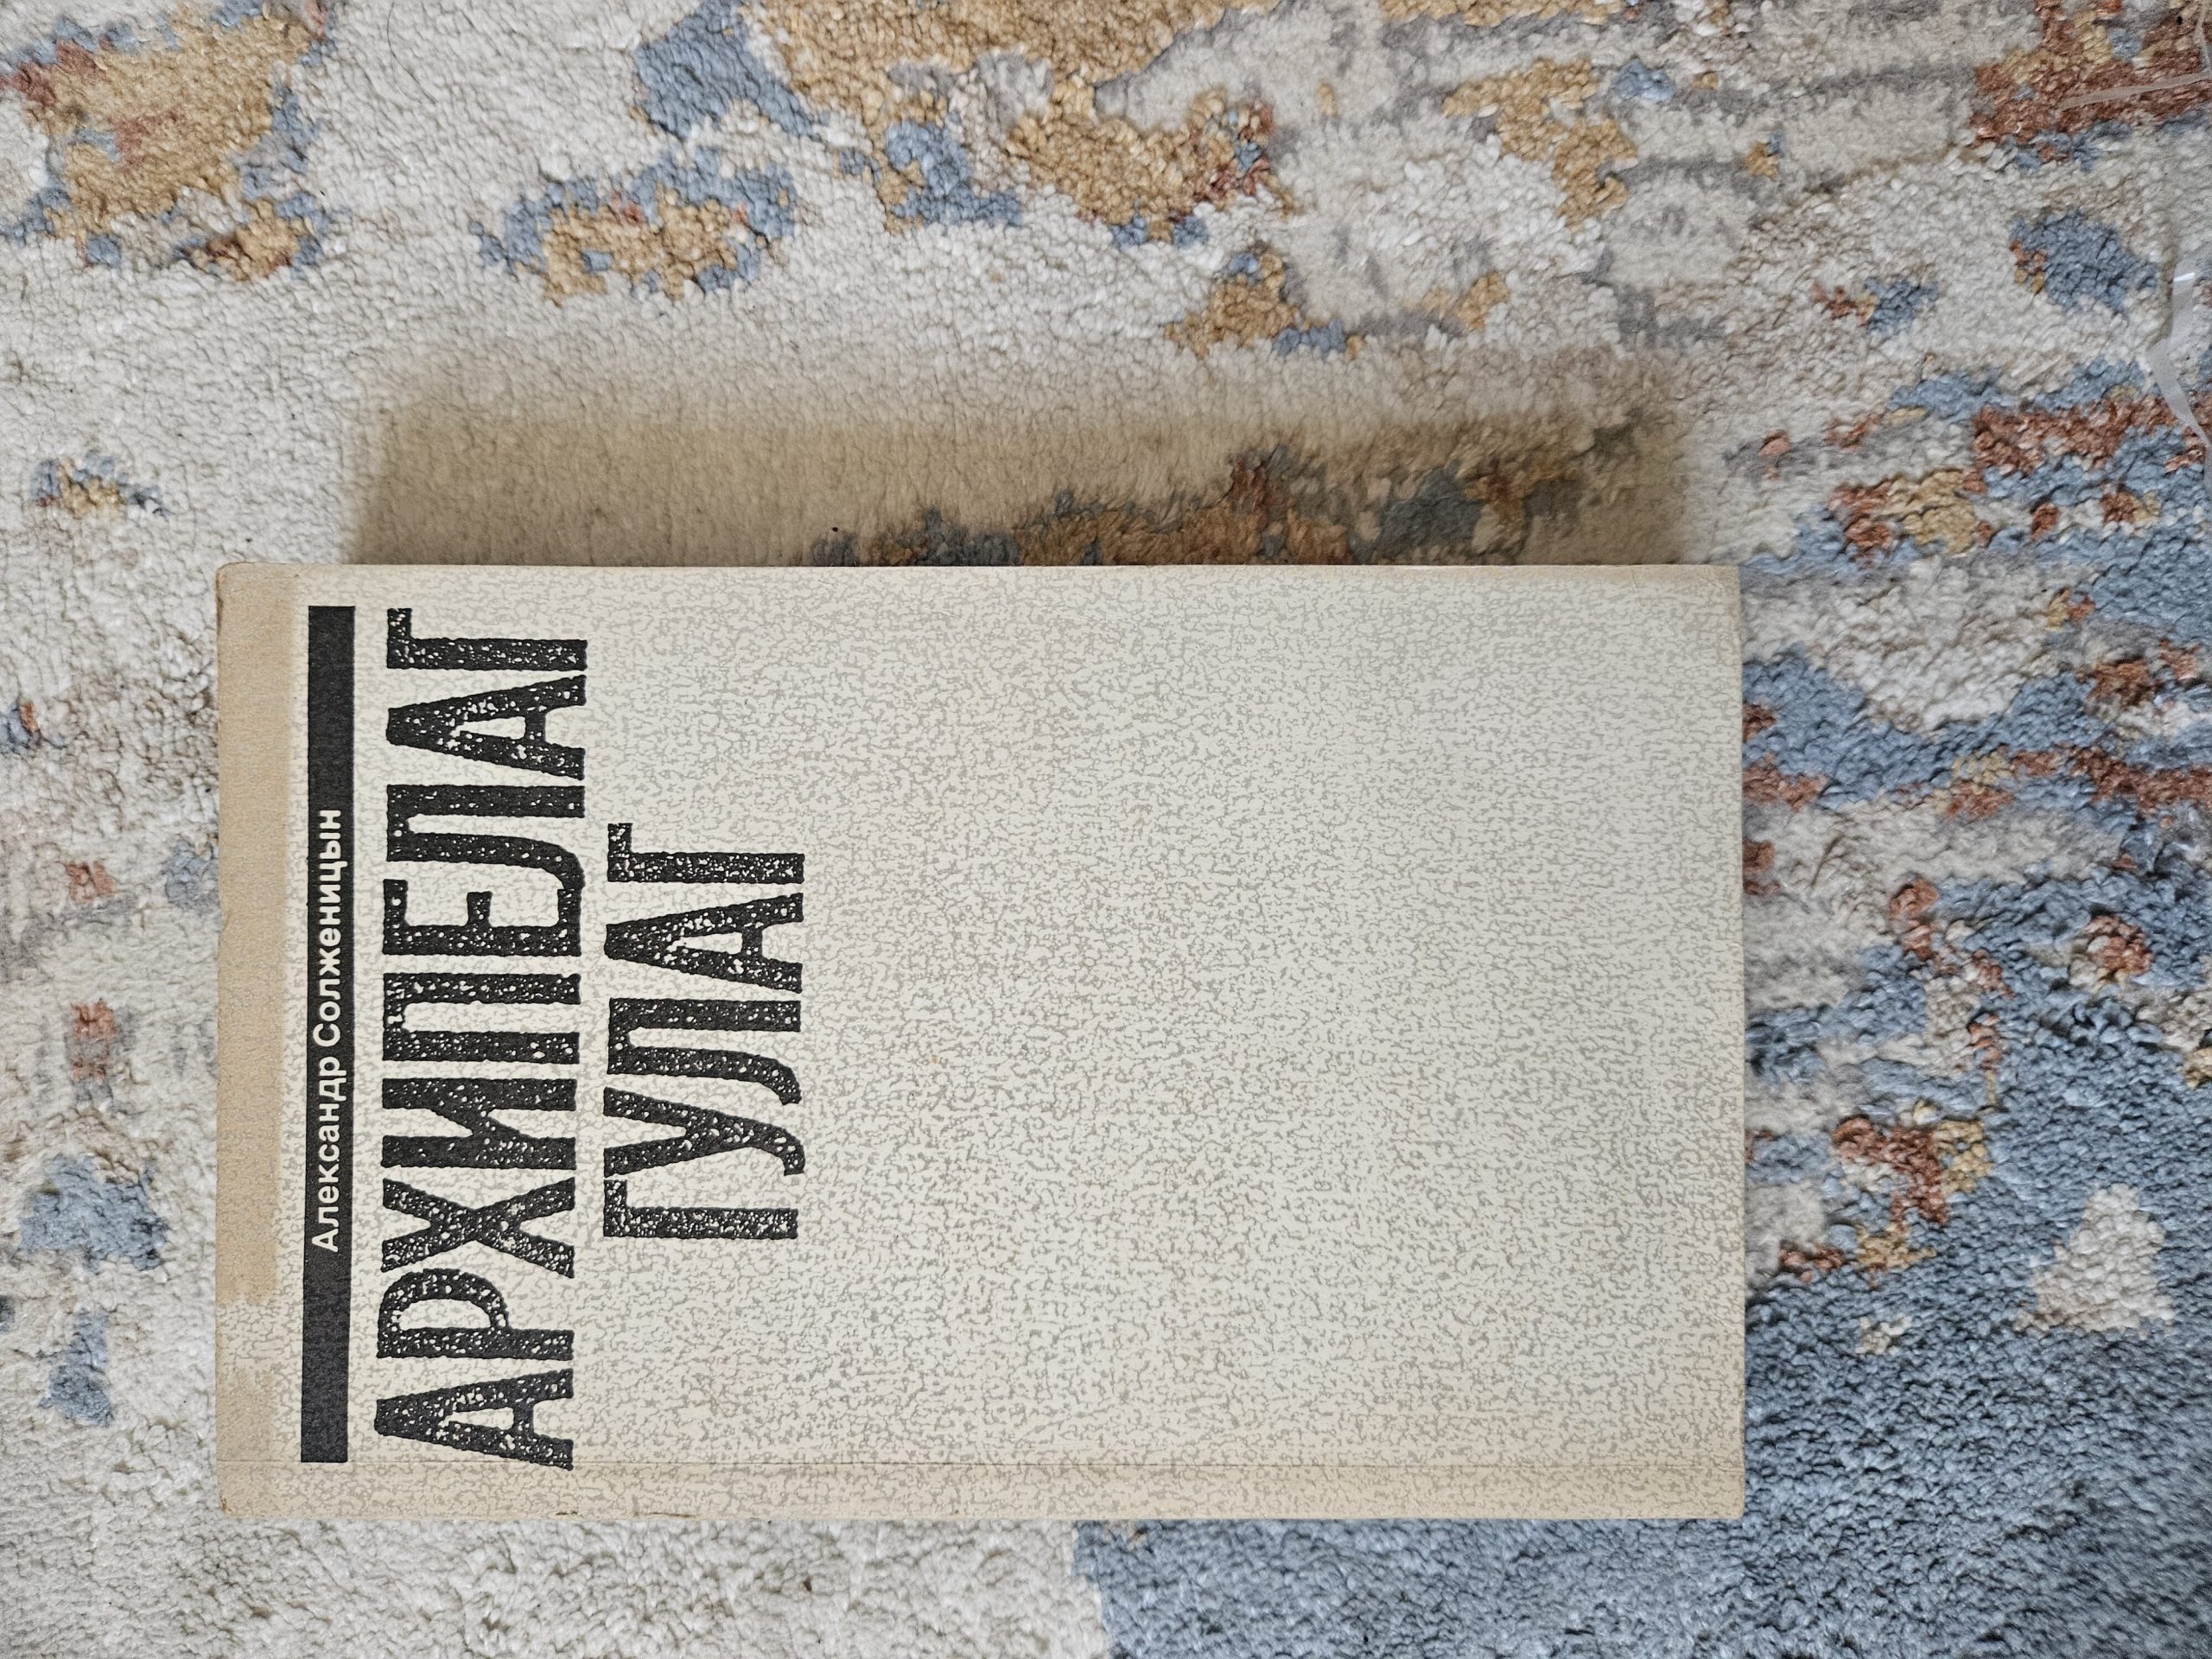 Александр Солженицын
АРХИПЕЛАГ
ГУЛАГ